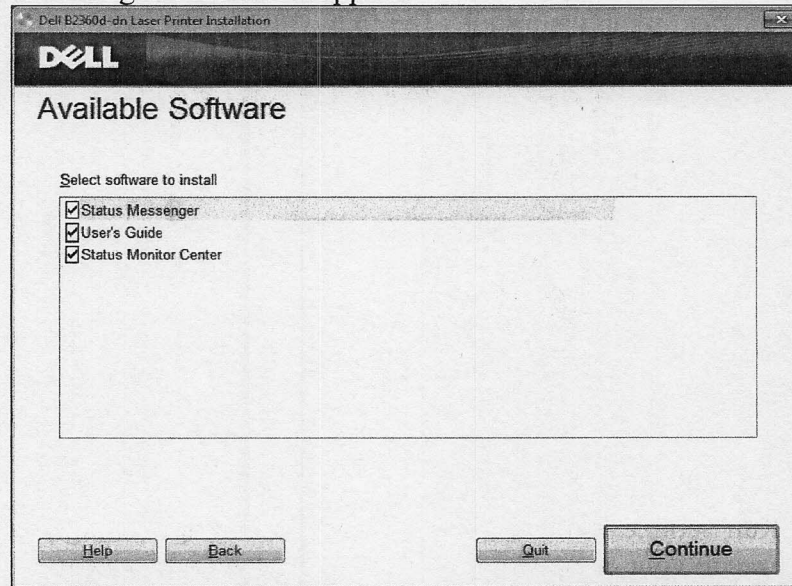 Dell B2360d-dn Laser Printer Installation
DELL
Available Software
Select software to install
Status Messenger
User's Guide
Status Monitor Center
Help Back Quit Continue